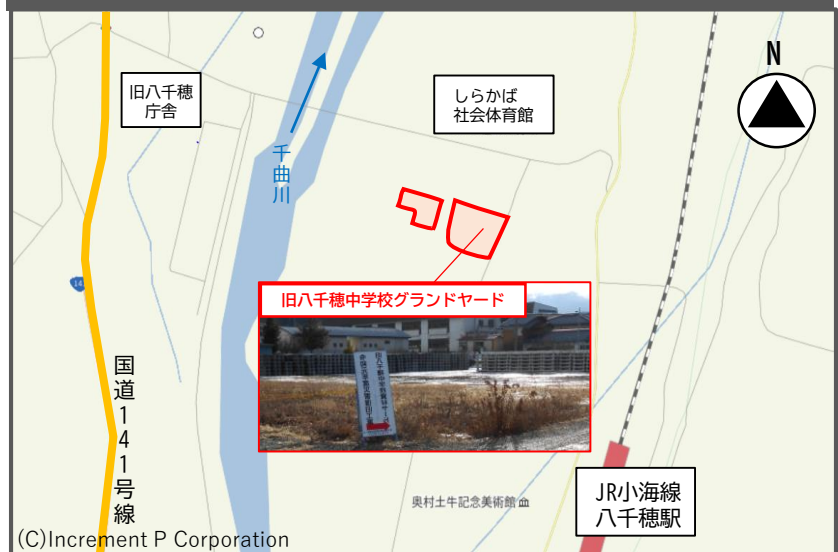 旧八千穂
庁舎
しらかば
社会体育館
N
千曲川
旧八千穂中学校グランドヤード
14
国道141号線
奥村土牛記念美術館
JR小海線
八千穂駅
(C)Increment P Corporation